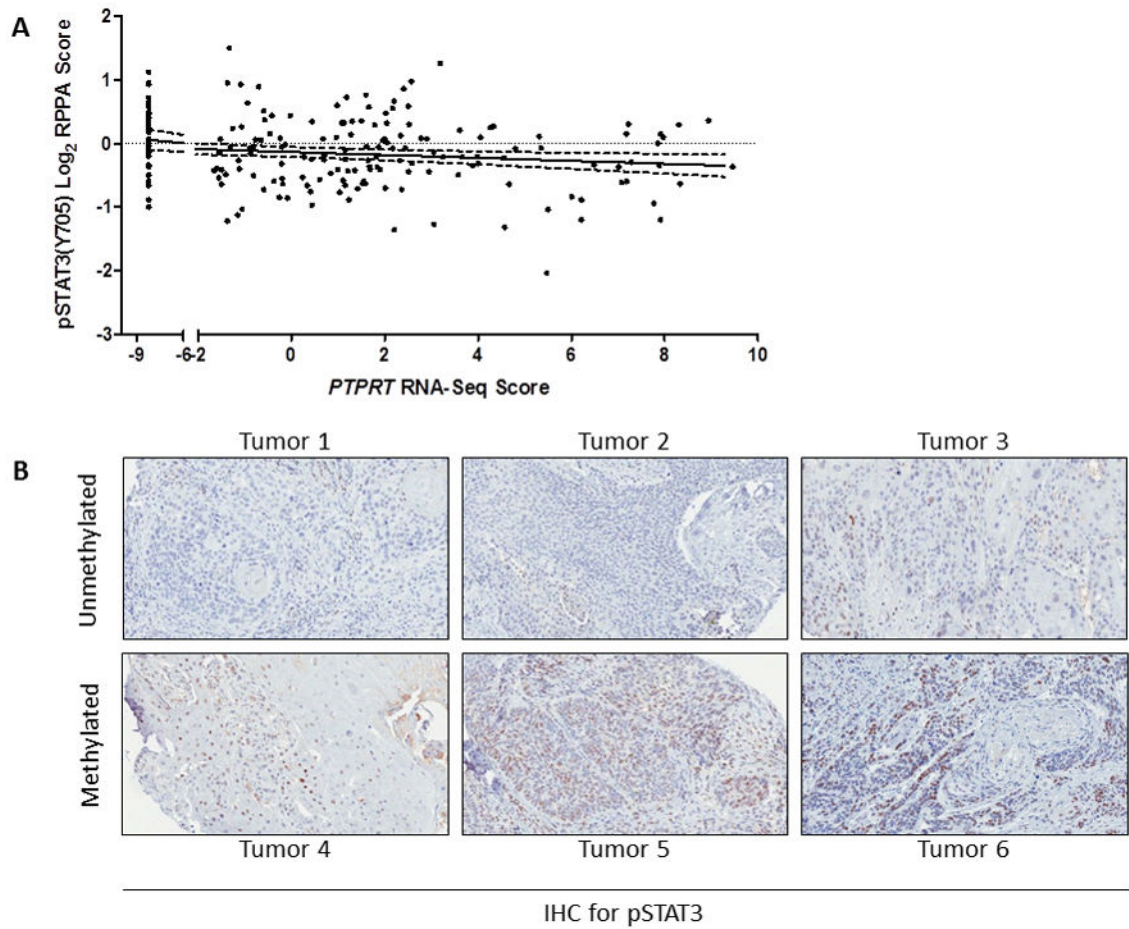 A
pSTAT3(Y705) Log2 RPPA Score
2
1
0
-1
-2
-3
-9 -6 -2 0 2 4 6 8 10
PTPRT RNA-Seq Score
B
Tumor 1 Tumor 2 Tumor 3
Unmethylated
Methylated
Tumor 4 Tumor 5 Tumor 6
IHC for pSTAT3